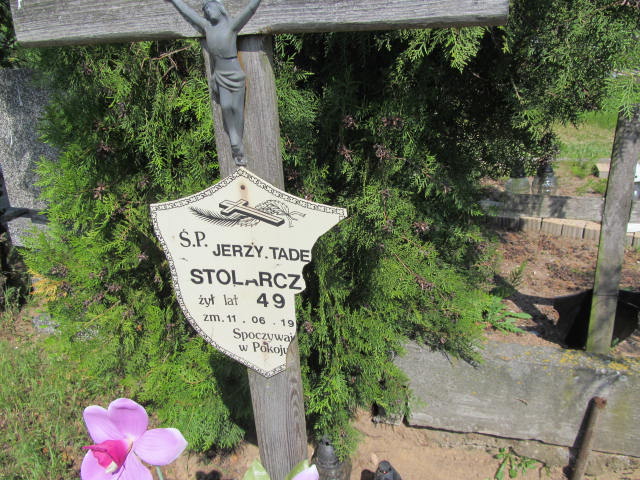 Ś.P. JERZY.TADE
STOLARCZ
żył lat 49
zm. 11.06.19
Spoczywaj
w Pokoju